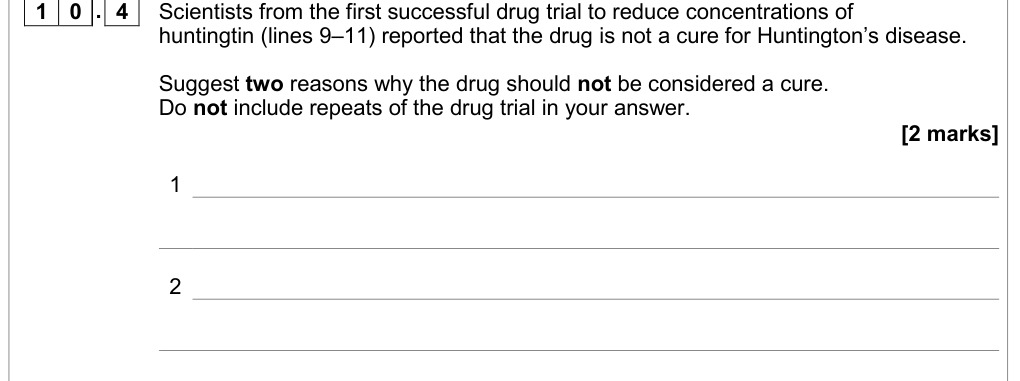 10.4 Scientists from the first successful drug trial to reduce concentrations of
huntingtin (lines 9–11) reported that the drug is not a cure for Huntington’s disease.
Suggest two reasons why the drug should not be considered a cure.
Do not include repeats of the drug trial in your answer.
[2 marks]
1
2